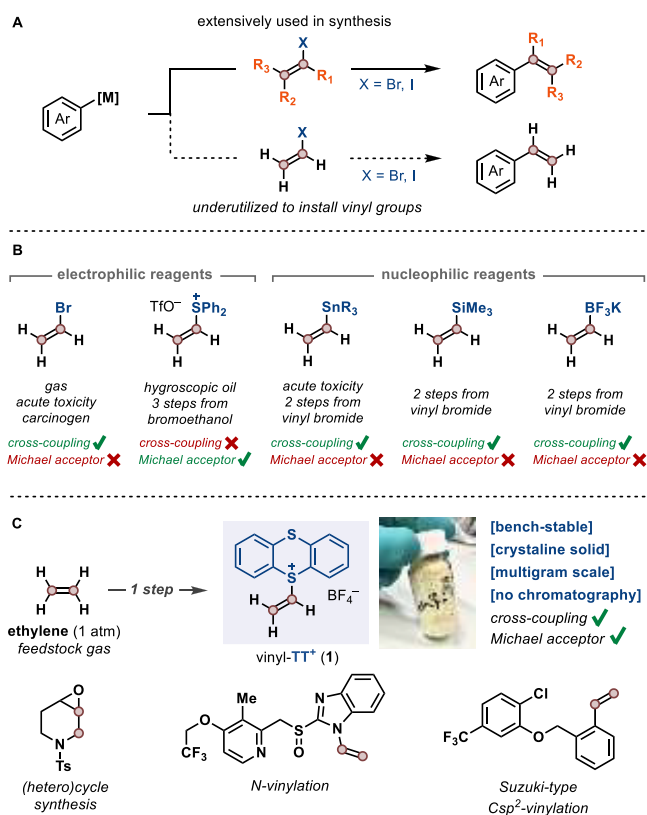 A
extensively used in synthesis
X
R3
R1
R2
X = Br, I
Ar
[M]
R1
R2
R3
Ar
X
H
H
H
X = Br, I
H
H
H
Ar
underutilized to install vinyl groups
B
electrophilic reagents
nucleophilic reagents
Br
H
H
H
TfO–
+
SPh2
H
H
H
SnR3
H
H
H
SiMe3
H
H
H
BF3K
H
H
H
gas
acute toxicity
carcinogen
hygroscopic oil
3 steps from
bromoethanol
acute toxicity
2 steps from
vinyl bromide
2 steps from
vinyl bromide
2 steps from
vinyl bromide
cross-coupling
Michael acceptor
cross-coupling
Michael acceptor
cross-coupling
Michael acceptor
cross-coupling
Michael acceptor
cross-coupling
Michael acceptor
C
H
H
H
H
ethylene (1 atm)
feedstock gas
1 step
S
+
S
H
H
H
BF4–
vinyl-TT+ (1)
[bench-stable]
[crystaline solid]
[multigram scale]
[no chromatography]
cross-coupling
Michael acceptor
O
N
Ts
(hetero)cycle
synthesis
Me
O
CF3
N
S
O
N
N
N-vinylation
Cl
F3C
O
Suzuki-type
Csp2-vinylation